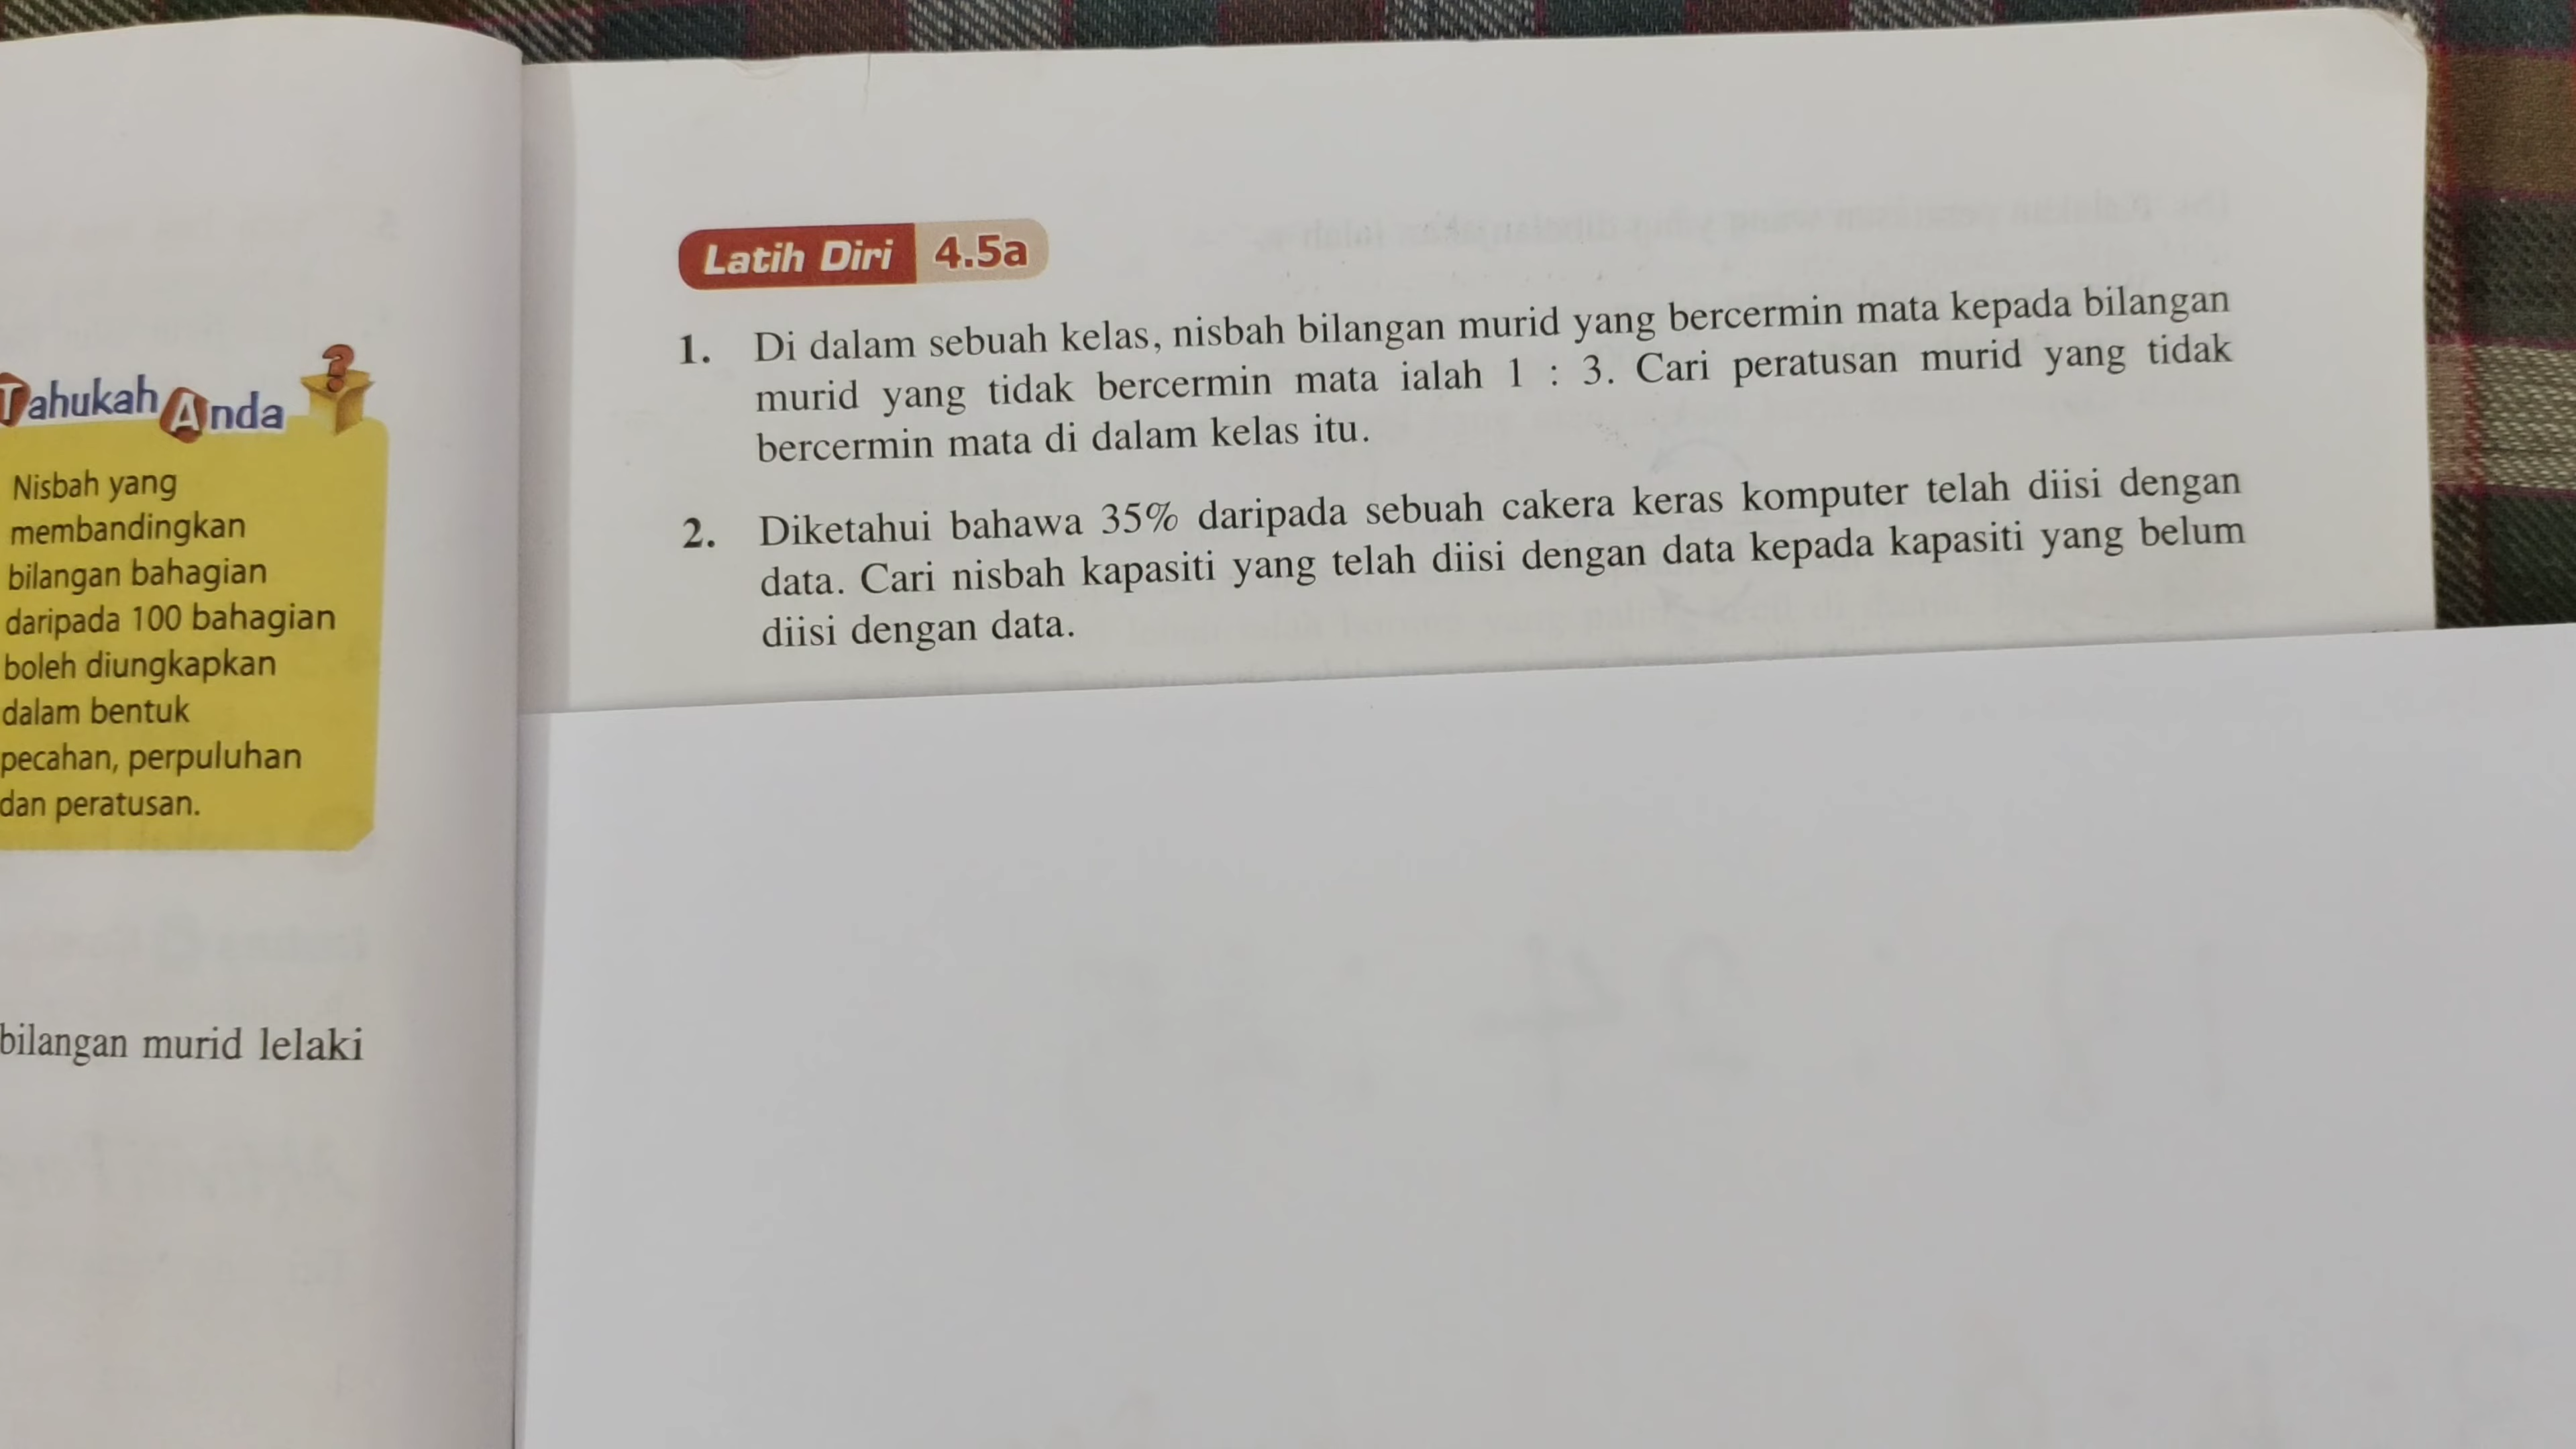 Tahukah Anda
Nisbah yang
membandingkan
bilangan bahagian
daripada 100 bahagian
boleh diungkapkan
dalam bentuk
pecahan, perpuluhan
dan peratusan.
bilangan murid lelaki
Latih Diri 4.5a
1. Di dalam sebuah kelas, nisbah bilangan murid yang bercermin mata kepada bilangan
murid yang tidak bercermin mata ialah 1 : 3. Cari peratusan murid yang tidak
bercermin mata di dalam kelas itu.
2. Diketahui bahawa 35% daripada sebuah cakera keras komputer telah diisi dengan
data. Cari nisbah kapasiti yang telah diisi dengan data kepada kapasiti yang belum
diisi dengan data.